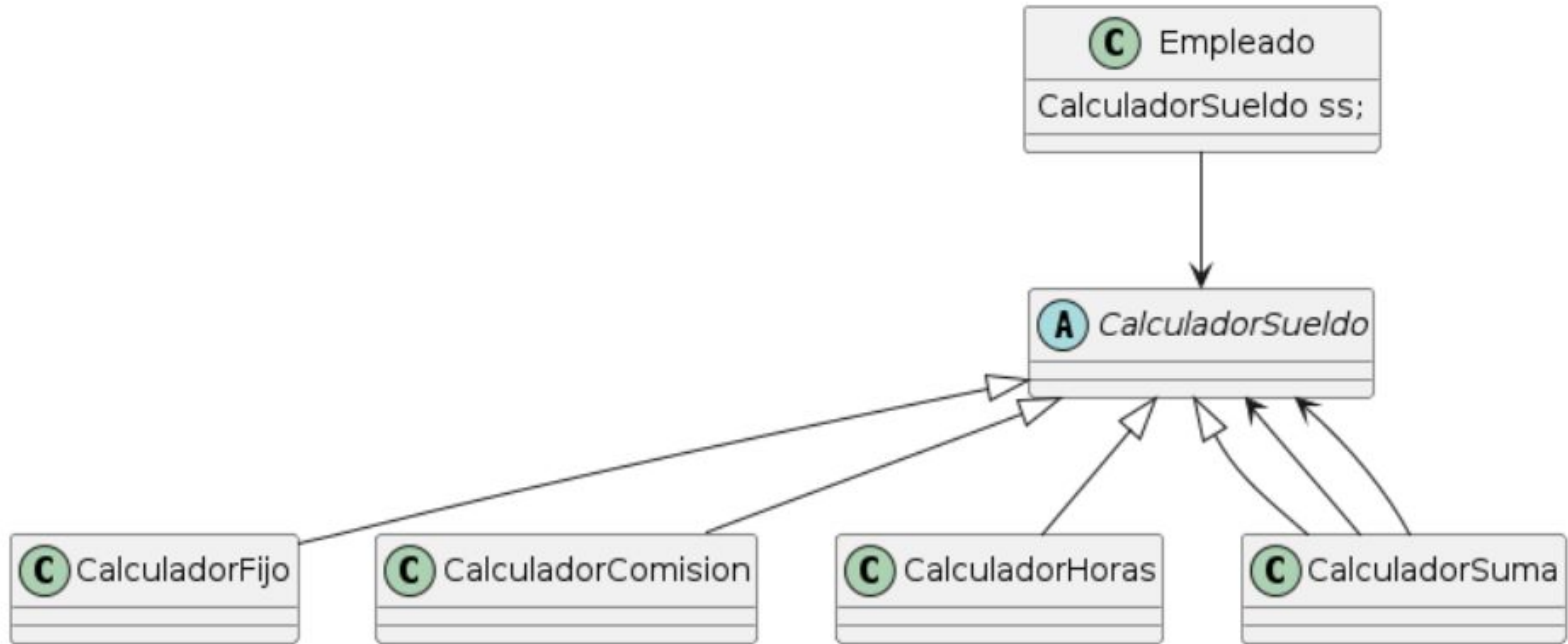 C Empleado
CalculadorSueldo ss;
A CalculadorSueldo
C CalculadorFijo
C CalculadorComision
C CalculadorHoras
C CalculadorSuma